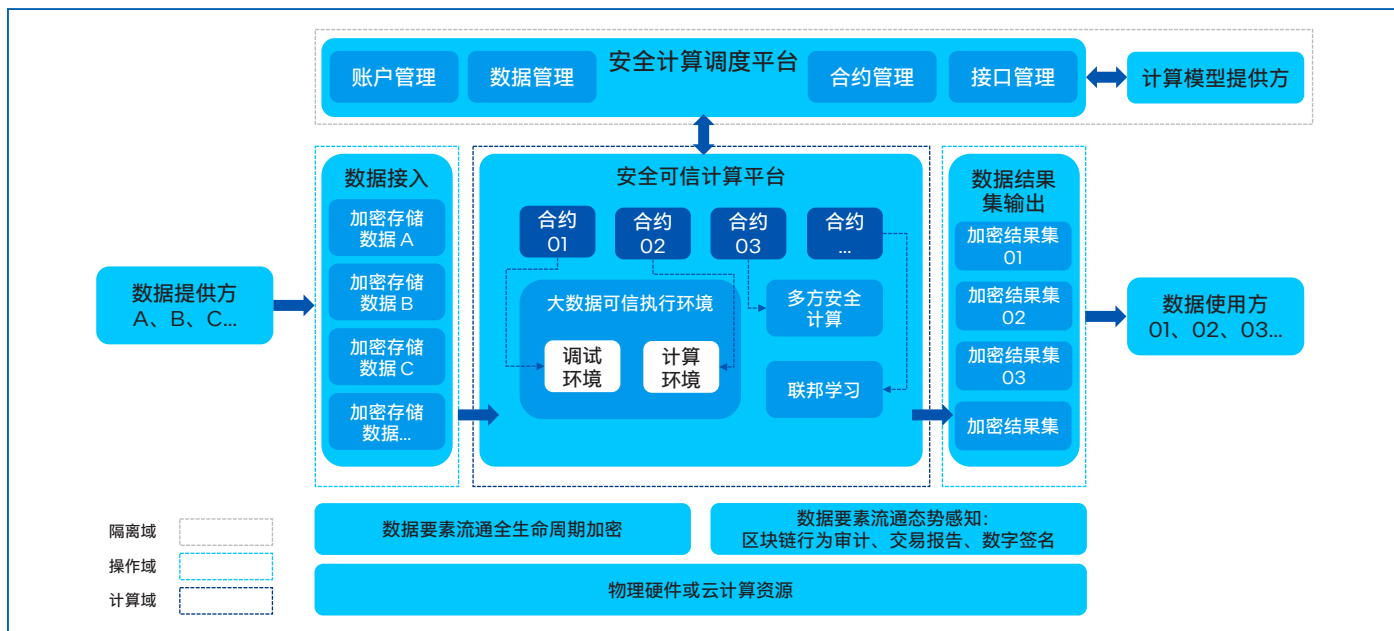 安全计算调度平台
账户管理
数据管理
合约管理
接口管理
计算模型提供方
数据接入
加密存储
数据 A
加密存储
数据 B
加密存储
数据 C
加密存储
数据...
安全可信计算平台
合约
01
合约
02
合约
03
合约
...
大数据可信执行环境
调试
环境
计算
环境
多方安全
计算
联邦学习
数据结果
集输出
加密结果集
01
加密结果集
02
加密结果集
03
加密结果集
数据提供方
A、B、C...
数据使用方
01、02、03...
隔离域
操作域
计算域
数据要素流通全生命周期加密
数据要素流通态势感知：
区块链行为审计、交易报告、数字签名
物理硬件或云计算资源